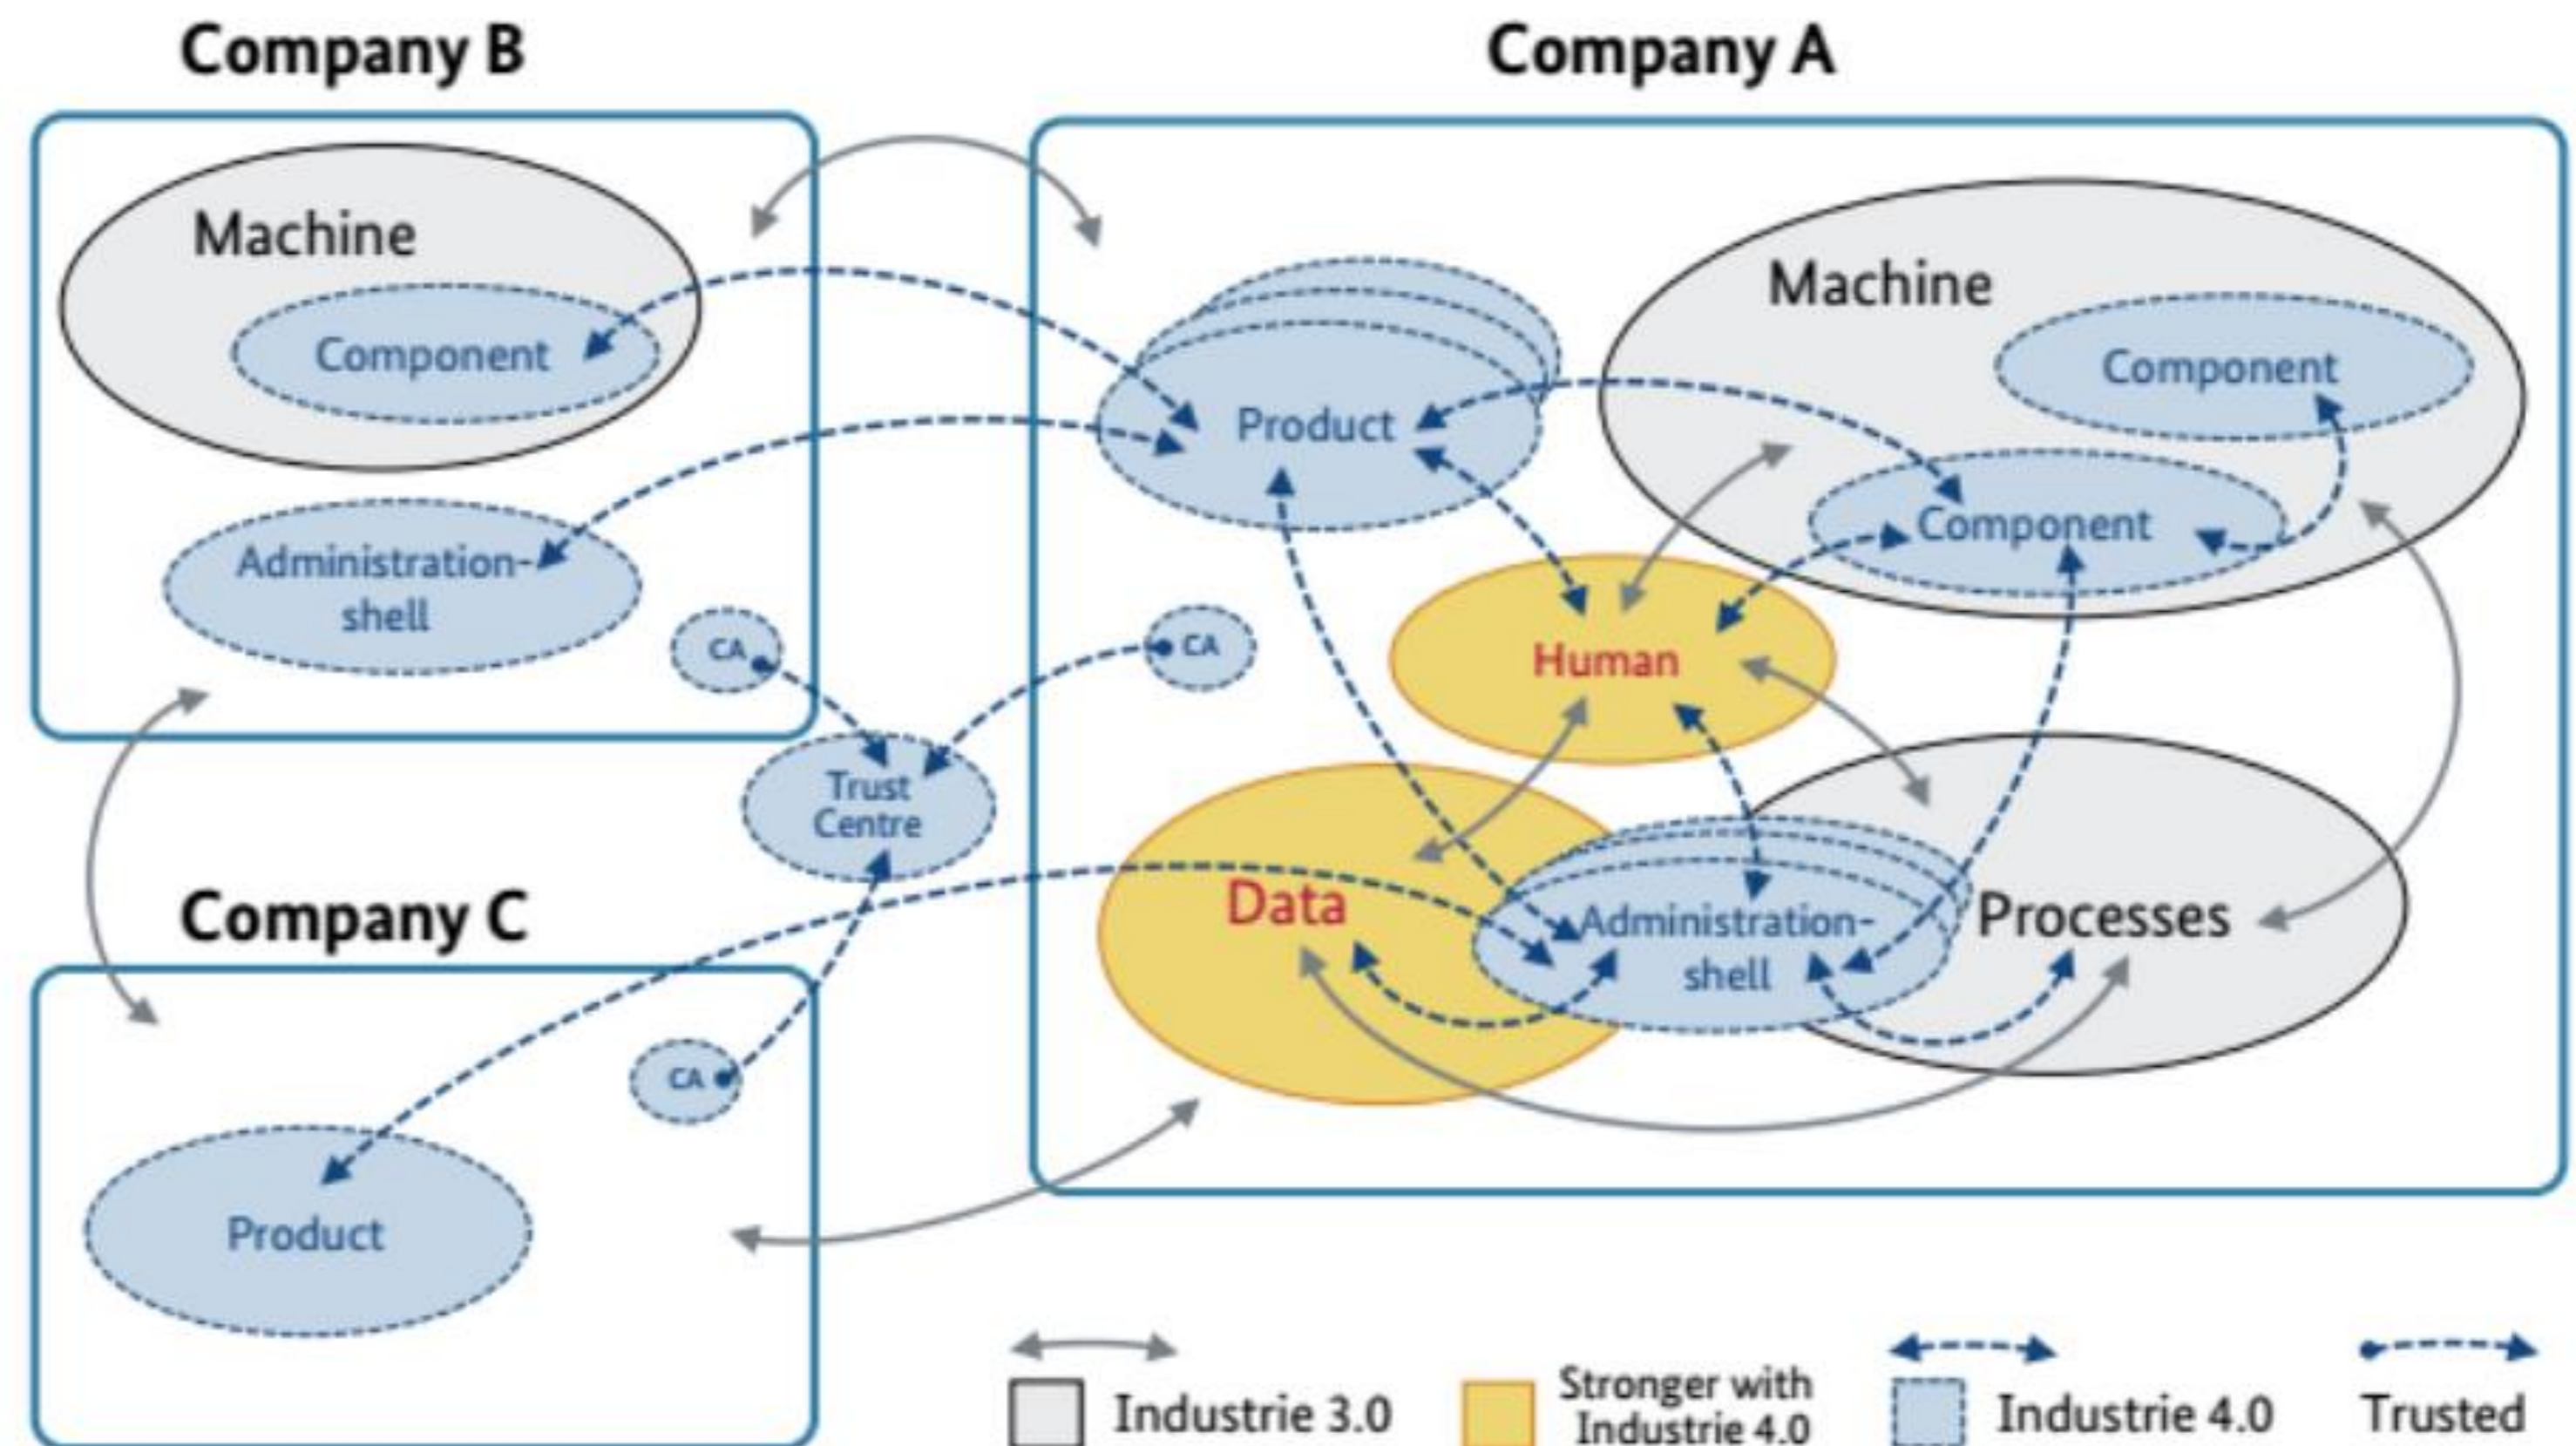 Company B
Company A
Machine
Component
Administration-
shell
CA
Product
Machine
Component
Component
CA
Human
Trust
Centre
Data
Administration-
shell
Processes
Company C
CA
Product
Industrie 3.0
Stronger with
Industrie 4.0
Industrie 4.0
Trusted